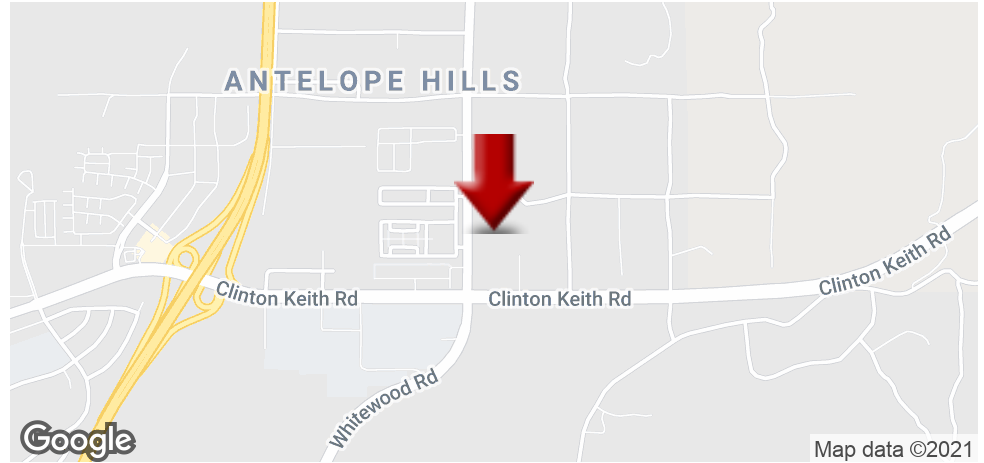 ANTELOPE HILLS
Clinton Keith Rd
Clinton Keith Rd
Clinton Keith Rd
Whitewood Rd
Google
Map data ©2021